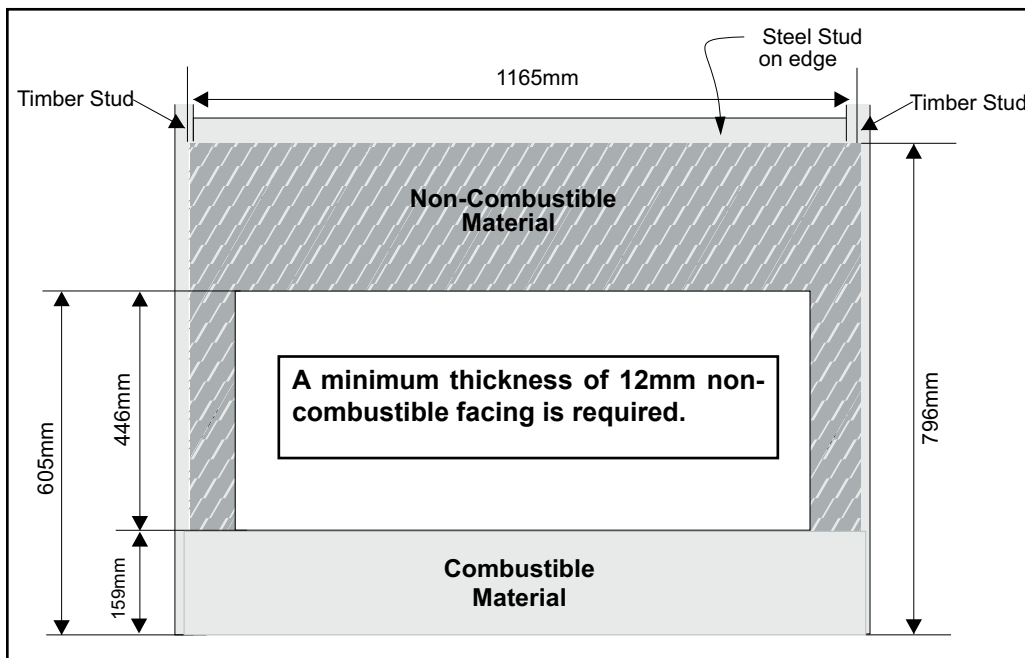 Steel Stud
on edge
1165mm
Timber Stud
Timber Stud
Non-Combustible
Material
A minimum thickness of 12mm non-
combustible facing is required.
446mm
605mm
796mm
159mm
Combustible
Material